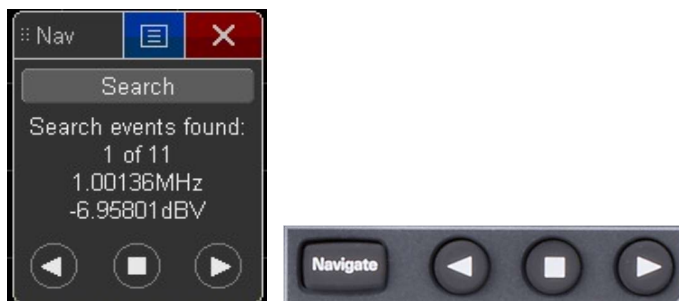 Nav
Search
Search events found:
1 of 11
1.00136MHz
-6.95801dBV
Navigate